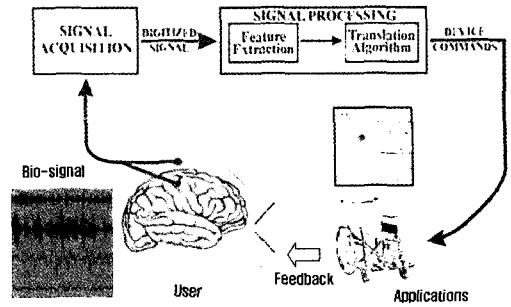 SIGNAL PROCESSING
SIGNAL
ACQUISITION
DIGITIZED
SIGNAL
Feature
Extraction
Translation
Algorithm
DEVICE
COMMANDS
Bio-signal
User
Feedback
Applications